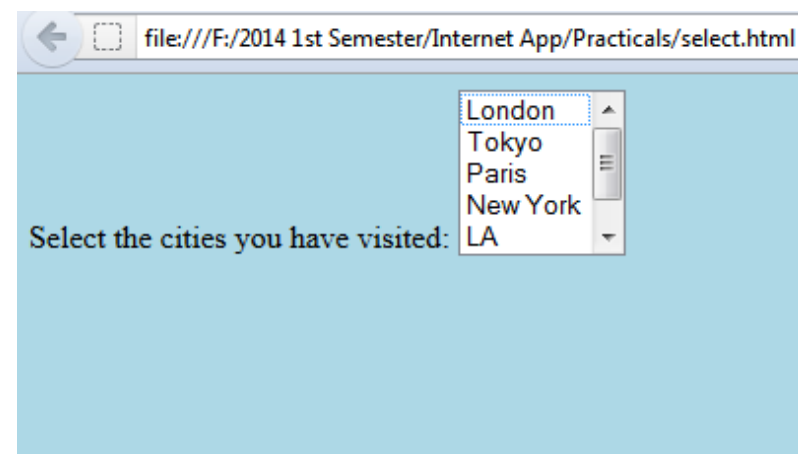 file:///F:/2014 1st Semester/Internet App/Practicals/select.html
London
Tokyo
Paris
New York
Select the cities you have visited: LA